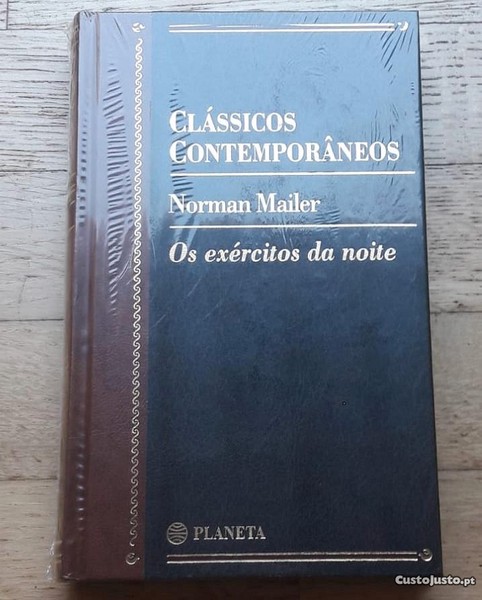 CLÁSSICOS
CONTEMPORÂNEOS
Norman Mailer
Os exércitos da noite
PLANETA
CustoJusto.pt